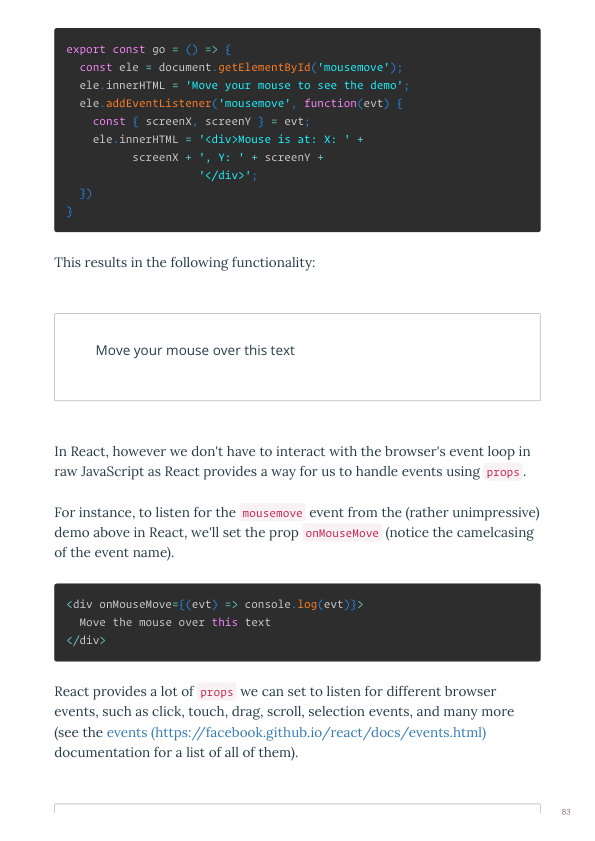 export const go = () => {
  const ele = document.getElementById('mousemove');
  ele.innerHTML = 'Move your mouse to see the demo';
  ele.addEventListener('mousemove', function(evt) {
    const { screenX, screenY } = evt;
    ele.innerHTML = '<div>Mouse is at: X: ' +
          screenX + ', Y: ' + screenY +
                    '</div>';
  })
}
This results in the following functionality:
Move your mouse over this text
In React, however we don't have to interact with the browser's event loop in
raw JavaScript as React provides a way for us to handle events using props.
For instance, to listen for the mousemove event from the (rather unimpressive)
demo above in React, we'll set the prop onMouseMove (notice the camelcasing
of the event name).
<div onMouseMove={(evt) => console.log(evt)}>
  Move the mouse over this text
</div>
React provides a lot of props we can set to listen for different browser
events, such as click, touch, drag, scroll, selection events, and many more
(see the events (https://facebook.github.io/react/docs/events.html)
documentation for a list of all of them).
83